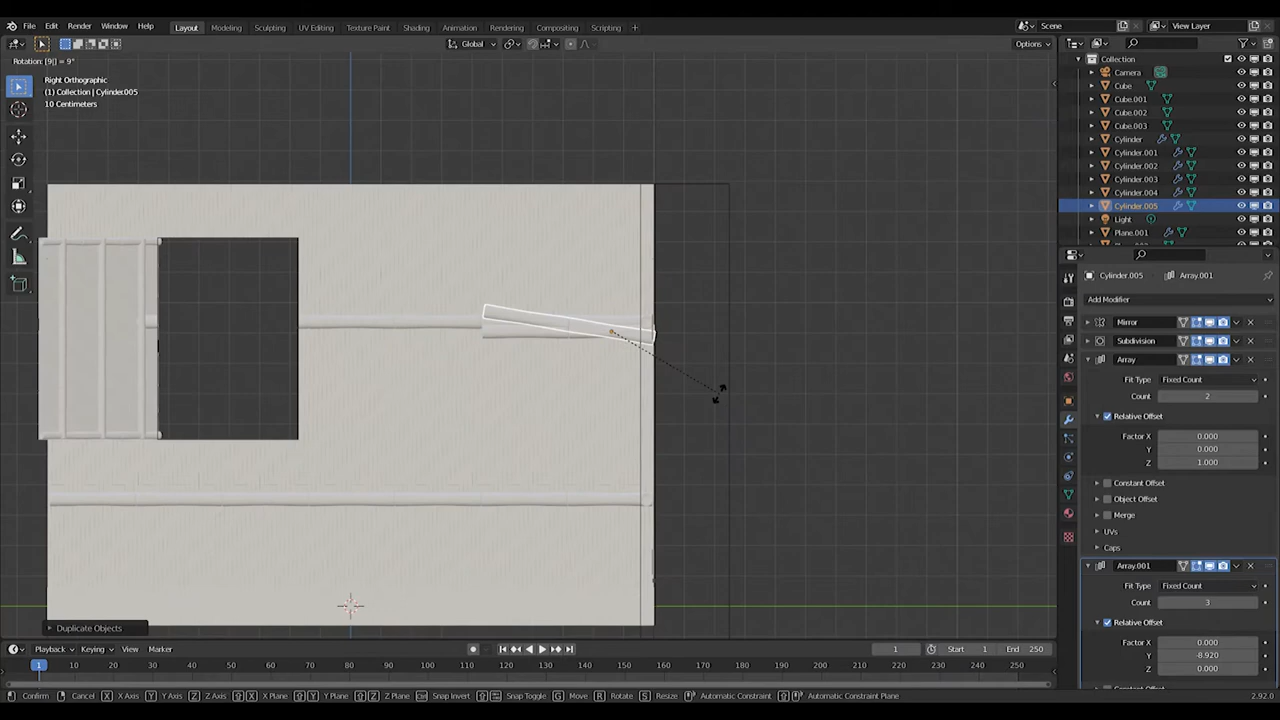 File Edit Render Window Help Layout Modeling Sculpting UV Editing Texture Paint Shading Animation Rendering Compositing Scripting Scene View Layer
Global Options
Rotation: [9|] = 9°
Right Orthographic
(1) Collection | Cylinder.005
10 Centimeters
Collection
Camera
Cube
Cube.001
Cube.002
Cube.003
Cylinder
Cylinder.001
Cylinder.002
Cylinder.003
Cylinder.004
Cylinder.005
Light
Plane.001
Cylinder.005 Array.001
Add Modifier
Mirror
Subdivision
Array
Fit Type Fixed Count
Count 2
Relative Offset
Factor X 0.000
Y 0.000
Z 1.000
Constant Offset
Object Offset
Merge
UVs
Caps
Array.001
Fit Type Fixed Count
Count 3
Relative Offset
Factor X 0.000
Y -8.920
Z 0.000
Duplicate Objects
Playback Keying View Marker 1 Start 1 End 250
1 10 20 30 40 50 60 70 80 90 100 110 120 130 140 150 160 170 180 190 200 210 220 230 240 250
Confirm Cancel X X Axis Y Y Axis Z Z Axis X X Plane Y Y Plane Z Z Plane Snap Invert Snap Toggle G Move R Rotate S Resize Automatic Constraint Automatic Constraint Plane 2.92.0